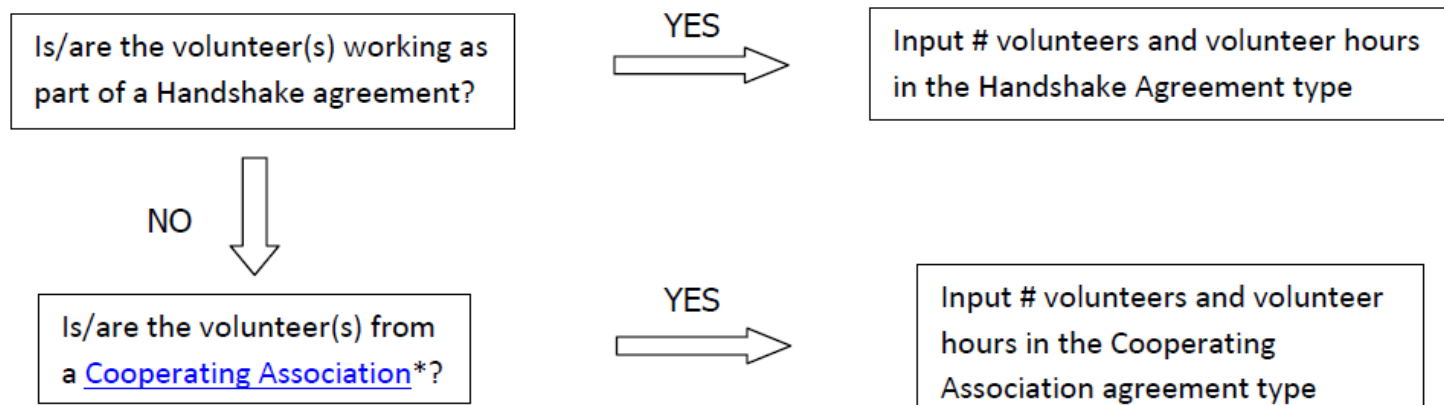 Is/are the volunteer(s) working as
part of a Handshake agreement?
YES
Input # volunteers and volunteer hours
in the Handshake Agreement type
NO
Is/are the volunteer(s) from
a Cooperating Association*?
YES
Input # volunteers and volunteer
hours in the Cooperating
Association agreement type